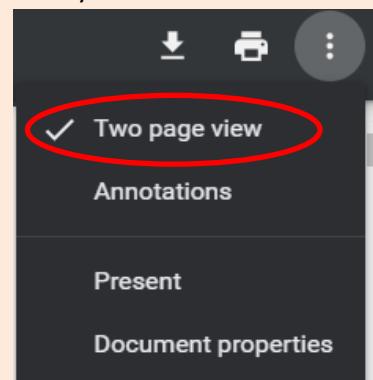 Two page view
Annotations
Present
Document properties